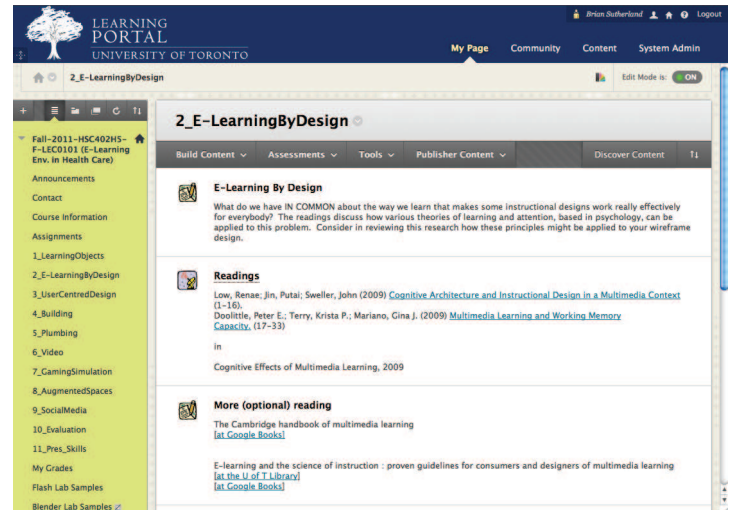 LEARNING
PORTAL
UNIVERSITY OF TORONTO
Brian Sutherland Logout
My Page Community Content System Admin
2_E-LearningByDesign
Edit Mode is: ON
Fall-2011-HSC402H5-
F-LEC0101 (E-Learning
Env. in Health Care)
Announcements
Contact
Course Information
Assignments
1_LearningObjects
2_E-LearningByDesign
3_UserCentredDesign
4_Building
5_Plumbing
6_Video
7_GamingSimulation
8_AugmentedSpaces
9_SocialMedia
10_Evaluation
11_Pres_Skills
My Grades
Flash Lab Samples
Blender Lab Samples
2_E-LearningByDesign
Build Content Assessments Tools Publisher Content Discover Content
E-Learning By Design
What do we have IN COMMON about the way we learn that makes some instructional designs work really effectively
for everybody? The readings discuss how various theories of learning and attention, based in psychology, can be
applied to this problem. Consider in reviewing this research how these principles might be applied to your wireframe
design.
Readings
Low, Renae; Jin, Putai; Sweller, John (2009) Cognitive Architecture and Instructional Design in a Multimedia Context
(1-16).
Doolittle, Peter E.; Terry, Krista P.; Mariano, Gina J. (2009) Multimedia Learning and Working Memory
Capacity, (17-33)
in
Cognitive Effects of Multimedia Learning, 2009
More (optional) reading
The Cambridge handbook of multimedia learning
[at Google Books]
E-learning and the science of instruction : proven guidelines for consumers and designers of multimedia learning
[at the U of T Library]
[at Google Books]